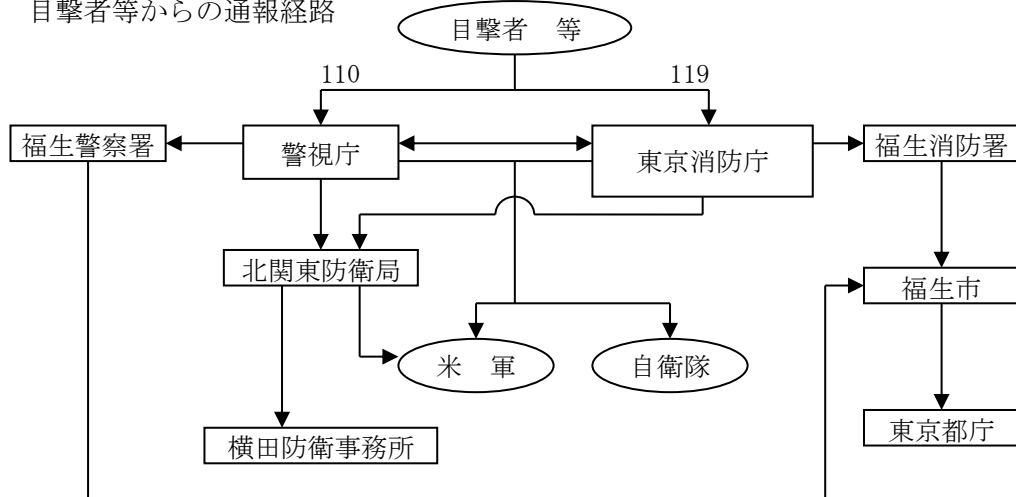 目撃者等からの通報経路
目撃者　等
110
119
福生警察署
警視庁
東京消防庁
福生消防署
北関東防衛局
福生市
米　軍
自衛隊
横田防衛事務所
東京都庁